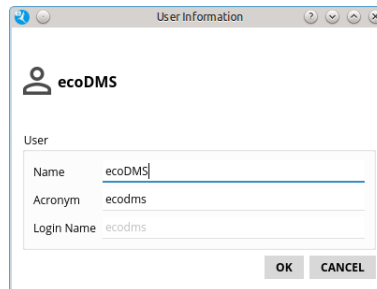 User Information
ecoDMS
User
Name ecoDMS
Acronym ecodms
Login Name ecodms
OK CANCEL